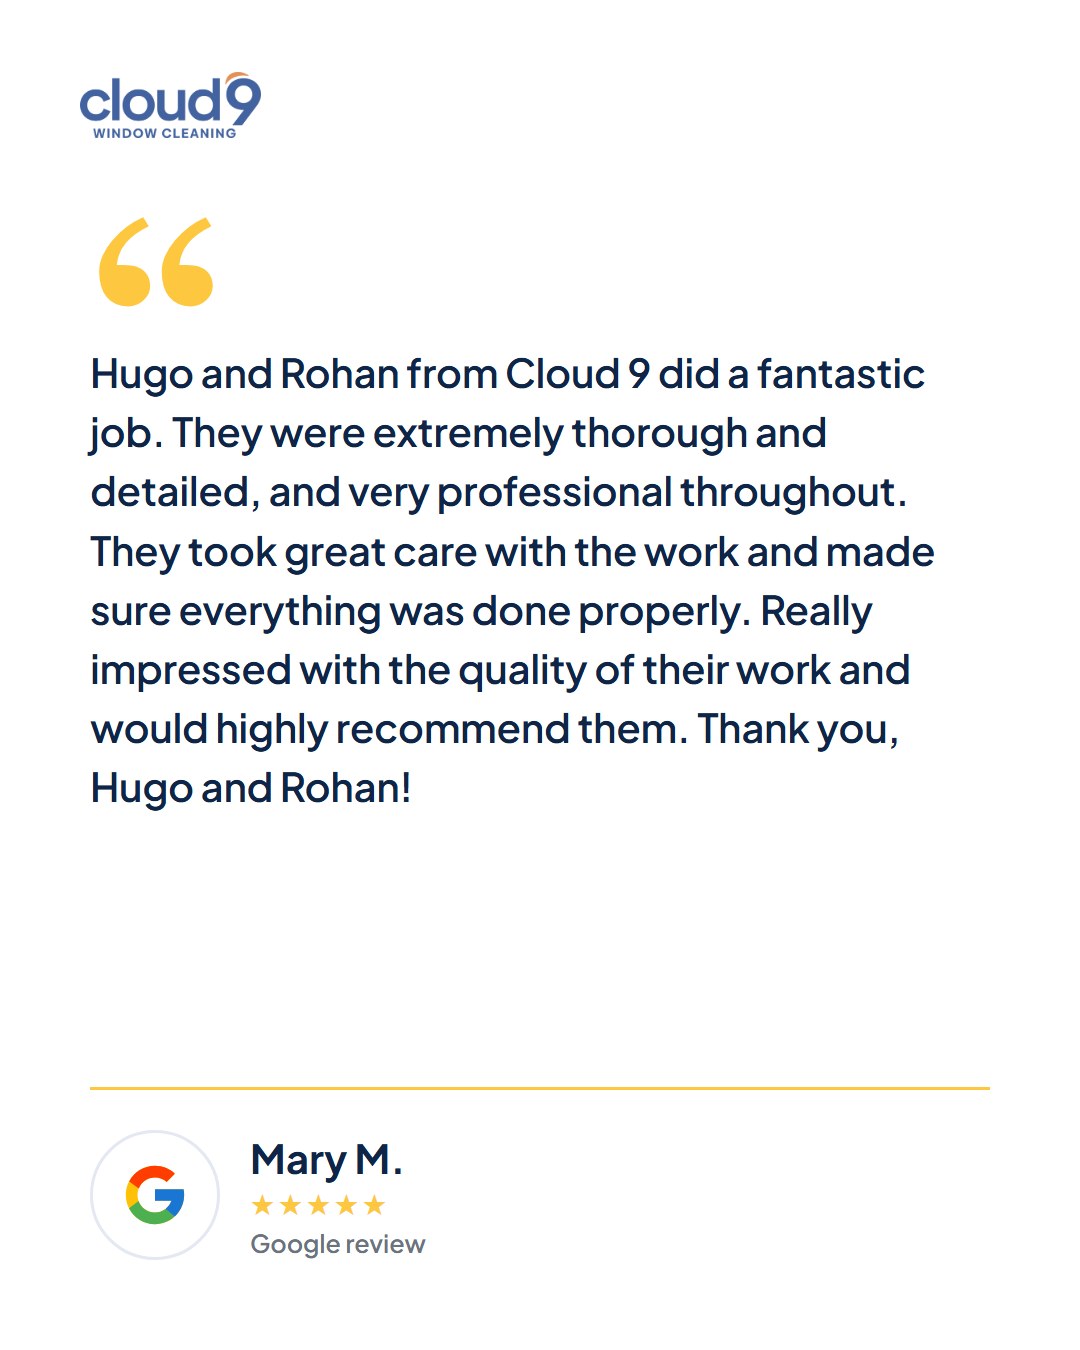 cloud9
WINDOW CLEANING
“
Hugo and Rohan from Cloud 9 did a fantastic
job. They were extremely thorough and
detailed, and very professional throughout.
They took great care with the work and made
sure everything was done properly. Really
impressed with the quality of their work and
would highly recommend them. Thank you,
Hugo and Rohan!
G
Mary M.
★★★★★
Google review